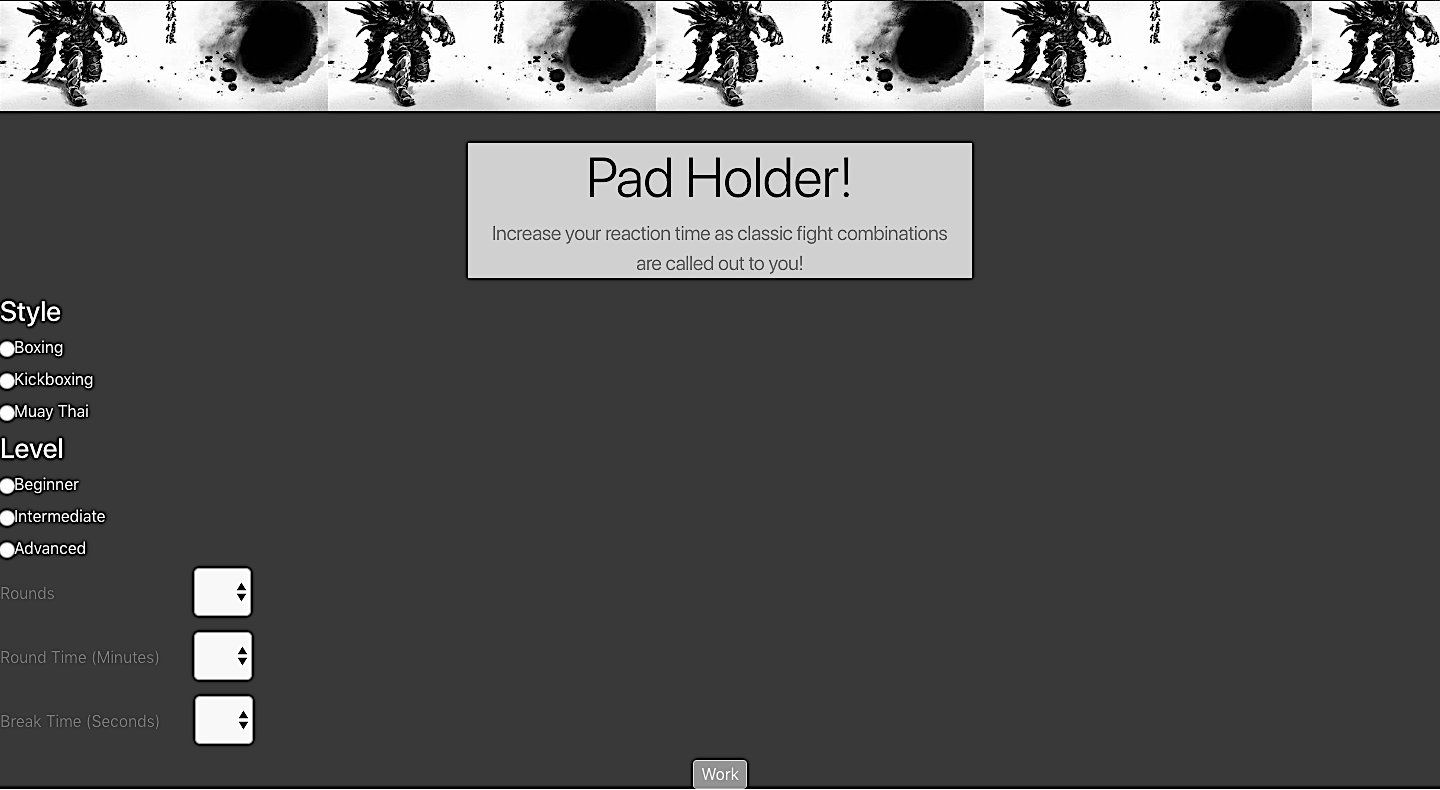 Pad Holder!
Increase your reaction time as classic fight combinations
are called out to you!
Style
Boxing
Kickboxing
Muay Thai
Level
Beginner
Intermediate
Advanced
Rounds
Round Time (Minutes)
Break Time (Seconds)
Work